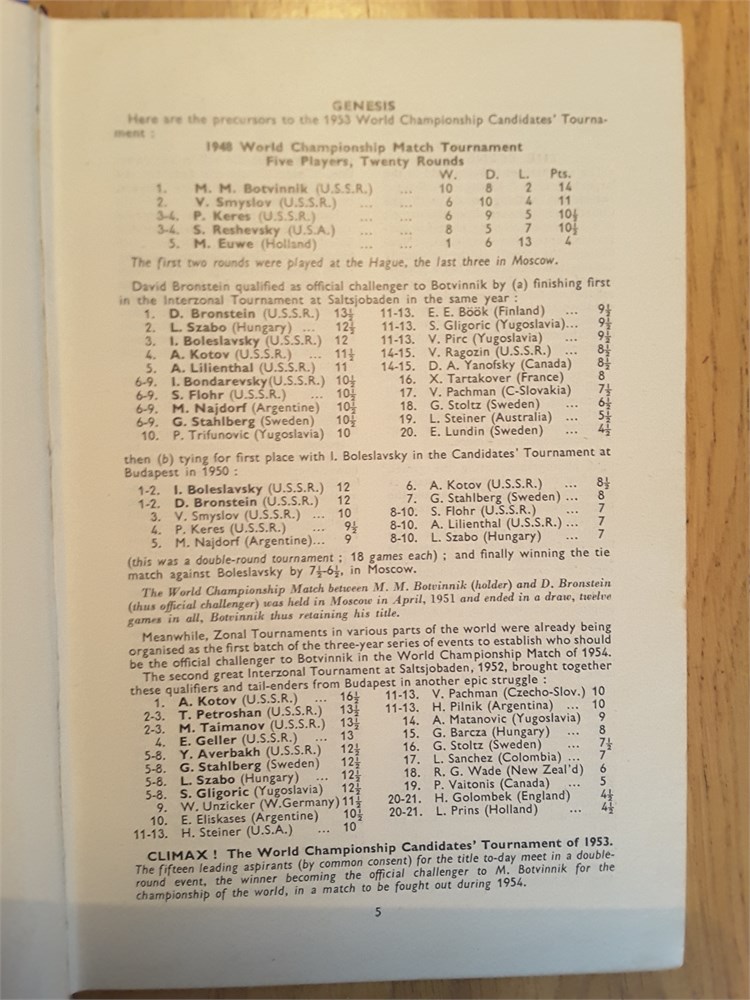 GENESIS
Here are the precursors to the 1953 World Championship Candidates' Tourna-
ment :
1948 World Championship Match Tournament
Five Players, Twenty Rounds
W. D. L. Pts.
1. M. M. Botvinnik (U.S.S.R.) ... 10 8 2 14
2. V. Smyslov (U.S.S.R.) ... ... 6 10 4 11
3-4. P. Keres (U.S.S.R.) ... ... 6 9 5 10½
3-4. S. Reshevsky (U.S.A.) ... ... 8 5 7 10½
5. M. Euwe (Holland) ... ... 1 6 13 4
The first two rounds were played at the Hague, the last three in Moscow.
David Bronstein qualified as official challenger to Botvinnik by (a) finishing first
in the Interzonal Tournament at Saltsjobaden in the same year :
1. D. Bronstein (U.S.S.R.) 13½ 11-13. E. E. Böök (Finland) ... 9½
2. L. Szabo (Hungary) ... 12½ 11-13. S. Gligoric (Yugoslavia)... 9½
3. I. Boleslavsky (U.S.S.R.) 12 11-13. V. Pirc (Yugoslavia) ... 9½
4. A. Kotov (U.S.S.R.) ... 11½ 14-15. V. Ragozin (U.S.S.R.) ... 8½
5. A. Lilienthal (U.S.S.R.) 11 14-15. D. A. Yanofsky (Canada) 8½
6-9. I. Bondarevsky(U.S.S.R.) 10½ 16. X. Tartakover (France) 8
6-9. S. Flohr (U.S.S.R.) ... 10½ 17. V. Pachman (C-Slovakia) 7½
6-9. M. Najdorf (Argentine) 10½ 18. G. Stoltz (Sweden) ... 6½
6-9. G. Stahlberg (Sweden) 10½ 19. L. Steiner (Australia) ... 5½
10. P. Trifunovic (Yugoslavia) 10 20. E. Lundin (Sweden) ... 4½
then (b) tying for first place with I. Boleslavsky in the Candidates' Tournament at
Budapest in 1950 :
1-2. I. Boleslavsky (U.S.S.R.) 12 6. A. Kotov (U.S.S.R.) ... 8½
1-2. D. Bronstein (U.S.S.R.) 12 7. G. Stahlberg (Sweden) ... 8
3. V. Smyslov (U.S.S.R.) ... 10 8-10. S. Flohr (U.S.S.R.) ... 7
4. P. Keres (U.S.S.R.) ... 9½ 8-10. A. Lilienthal (U.S.S.R.) ... 7
5. M. Najdorf (Argentine)... 9 8-10. L. Szabo (Hungary) ... 7
(this was a double-round tournament ; 18 games each) ; and finally winning the tie
match against Boleslavsky by 7½-6½, in Moscow.
The World Championship Match between M. M. Botvinnik (holder) and D. Bronstein
(thus official challenger) was held in Moscow in April, 1951 and ended in a draw, twelve
games in all, Botvinnik thus retaining his title.
Meanwhile, Zonal Tournaments in various parts of the world were already being
organised as the first batch of the three-year series of events to establish who should
be the official challenger to Botvinnik in the World Championship Match of 1954.
The second great Interzonal Tournament at Saltsjobaden, 1952, brought together
these qualifiers and tail-enders from Budapest in another epic struggle :
1. A. Kotov (U.S.S.R.) ... 16½ 11-13. V. Pachman (Czecho-Slov.) 10
2-3. T. Petroshan (U.S.S.R.) 13½ 11-13. H. Pilnik (Argentina) ... 10
2-3. M. Taimanov (U.S.S.R.) 13½ 14. A. Matanovic (Yugoslavia) 9
4. E. Geller (U.S.S.R.) ... 13 15. G. Barcza (Hungary) ... 8
5-8. Y. Averbakh (U.S.S.R.) 12½ 16. G. Stoltz (Sweden) ... 7½
5-8. G. Stahlberg (Sweden) 12½ 17. L. Sanchez (Colombia) ... 7
5-8. L. Szabo (Hungary) ... 12½ 18. R. G. Wade (New Zeal'd) 6
5-8. S. Gligoric (Yugoslavia) 12½ 19. P. Vaitonis (Canada) ... 5
9. W. Unzicker (W.Germany) 11½ 20-21. H. Golombek (England) 4½
10. E. Eliskases (Argentine) 10½ 20-21. L. Prins (Holland) ... 4½
11-13. H. Steiner (U.S.A.) ... 10
CLIMAX ! The World Championship Candidates' Tournament of 1953.
The fifteen leading aspirants (by common consent) for the title to-day meet in a double-
round event, the winner becoming the official challenger to M. Botvinnik for the
championship of the world, in a match to be fought out during 1954.
5